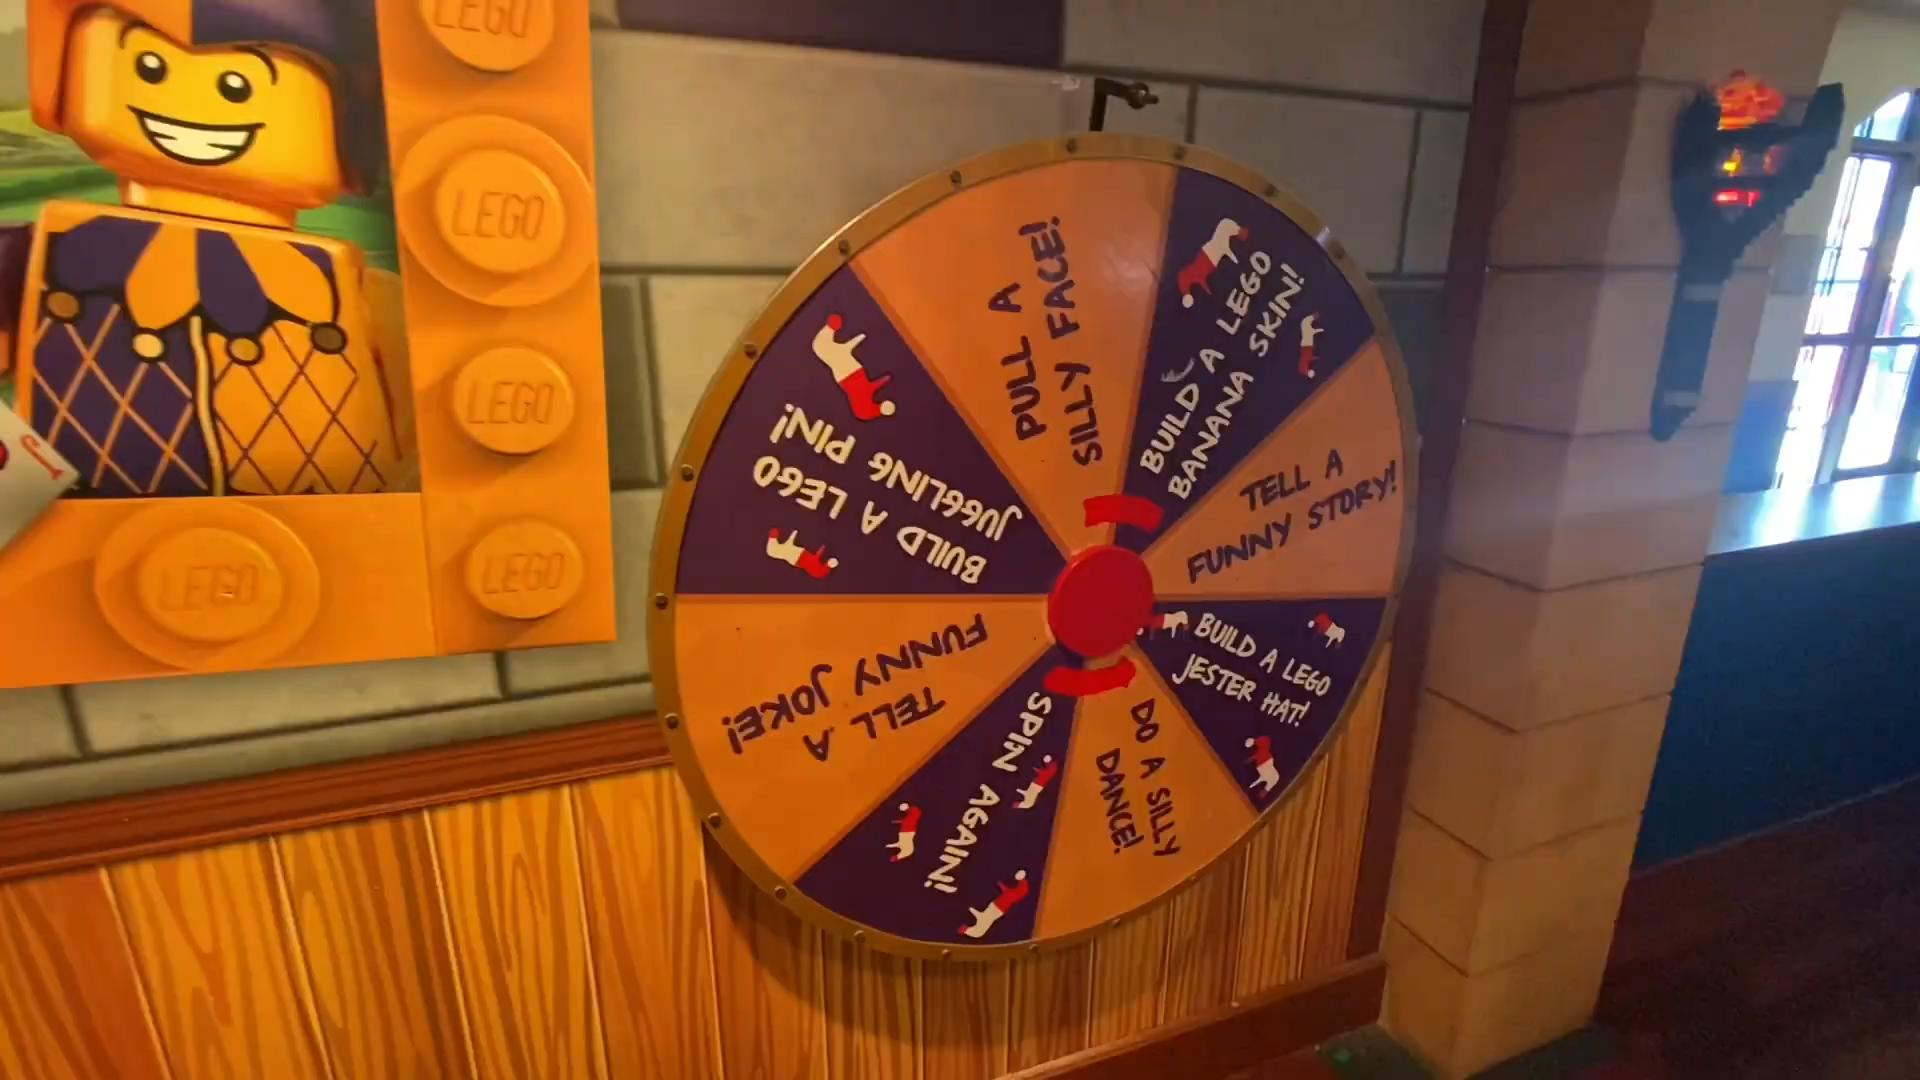 LEGO
LEGO
LEGO
LEGO
LEGO
J
PULL A
SILLY FACE!
BUILD A LEGO
BANANA SKIN!
TELL A
FUNNY STORY!
BUILD A LEGO
JESTER HAT!
DO A SILLY
DANCE!
SPIN AGAIN!
TELL A
FUNNY JOKE!
BUILD A LEGO
JUGGLING PIN!